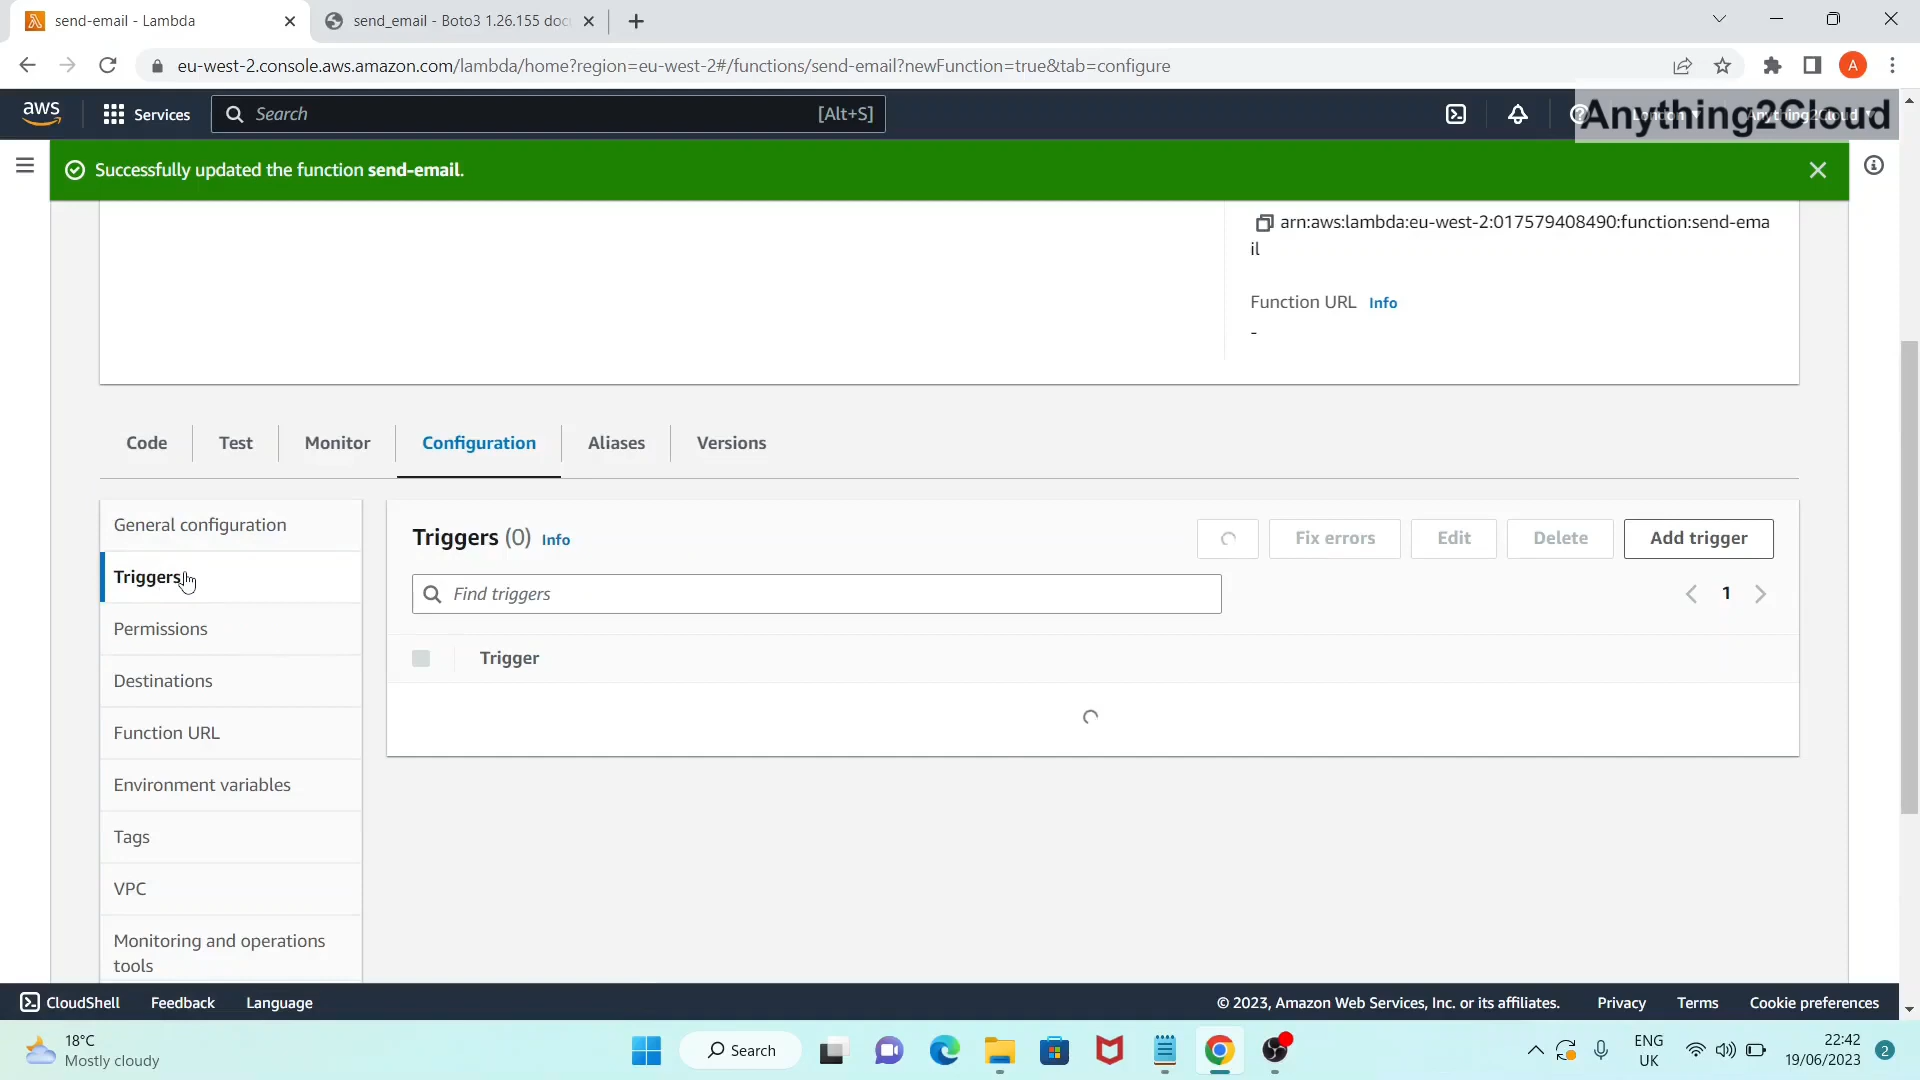 send-email - Lambda
send_email - Boto3 1.26.155 doc
eu-west-2.console.aws.amazon.com/lambda/home?region=eu-west-2#/functions/send-email?newFunction=true&tab=configure
A
aws
Services
Search
[Alt+S]
London
Anything2Cloud
Anything2Cloud
Successfully updated the function send-email.
arn:aws:lambda:eu-west-2:017579408490:function:send-ema
il
Function URL Info
-
Code
Test
Monitor
Configuration
Aliases
Versions
General configuration
Triggers
Permissions
Destinations
Function URL
Environment variables
Tags
VPC
Monitoring and operations
tools
Triggers (0) Info
Fix errors
Edit
Delete
Add trigger
Find triggers
1
Trigger
CloudShell
Feedback
Language
© 2023, Amazon Web Services, Inc. or its affiliates.
Privacy
Terms
Cookie preferences
18°C
Mostly cloudy
Search
ENG
UK
22:42
19/06/2023
2